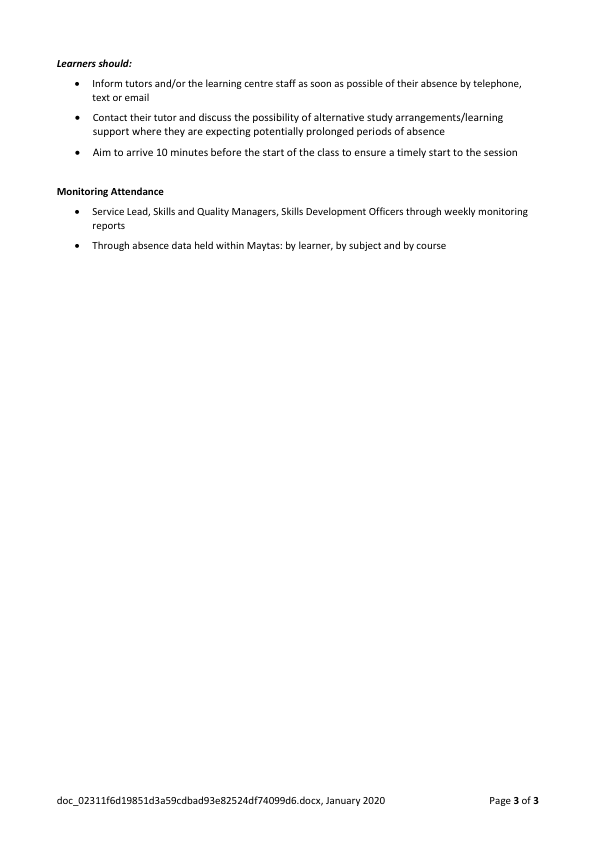 Learners should:
• Inform tutors and/or the learning centre staff as soon as possible of their absence by telephone,
text or email
• Contact their tutor and discuss the possibility of alternative study arrangements/learning
support where they are expecting potentially prolonged periods of absence
• Aim to arrive 10 minutes before the start of the class to ensure a timely start to the session
Monitoring Attendance
• Service Lead, Skills and Quality Managers, Skills Development Officers through weekly monitoring
reports
• Through absence data held within Maytas: by learner, by subject and by course
doc_02311f6d19851d3a59cdbad93e82524df74099d6.docx, January 2020 Page 3 of 3